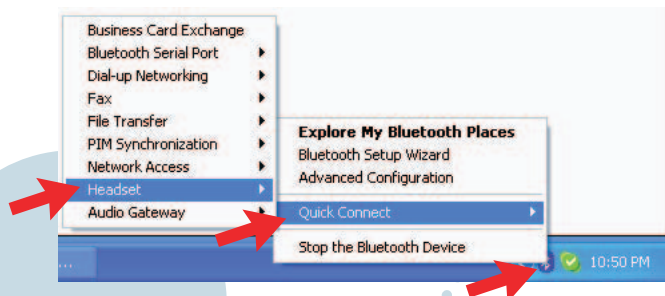 Business Card Exchange
Bluetooth Serial Port
Dial-up Networking
Fax
File Transfer
PIM Synchronization
Network Access
Headset
Audio Gateway
Explore My Bluetooth Places
Bluetooth Setup Wizard
Advanced Configuration
Quick Connect
Stop the Bluetooth Device
...
10:50 PM